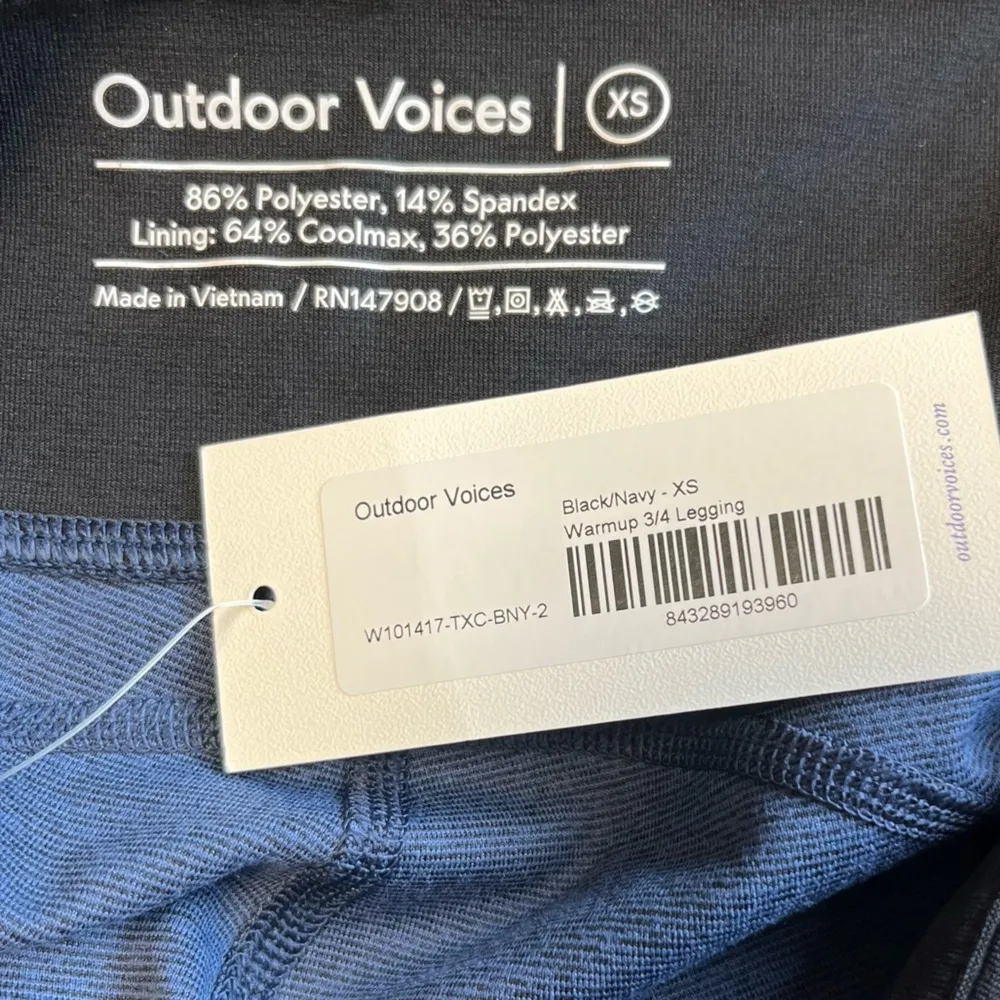 Outdoor Voices | XS
86% Polyester, 14% Spandex
Lining: 64% Coolmax, 36% Polyester
Made in Vietnam / RN147908 /
Outdoor Voices
Black/Navy - XS
Warmup 3/4 Legging
W101417-TXC-BNY-2
843289193960
outdoorvoices.com